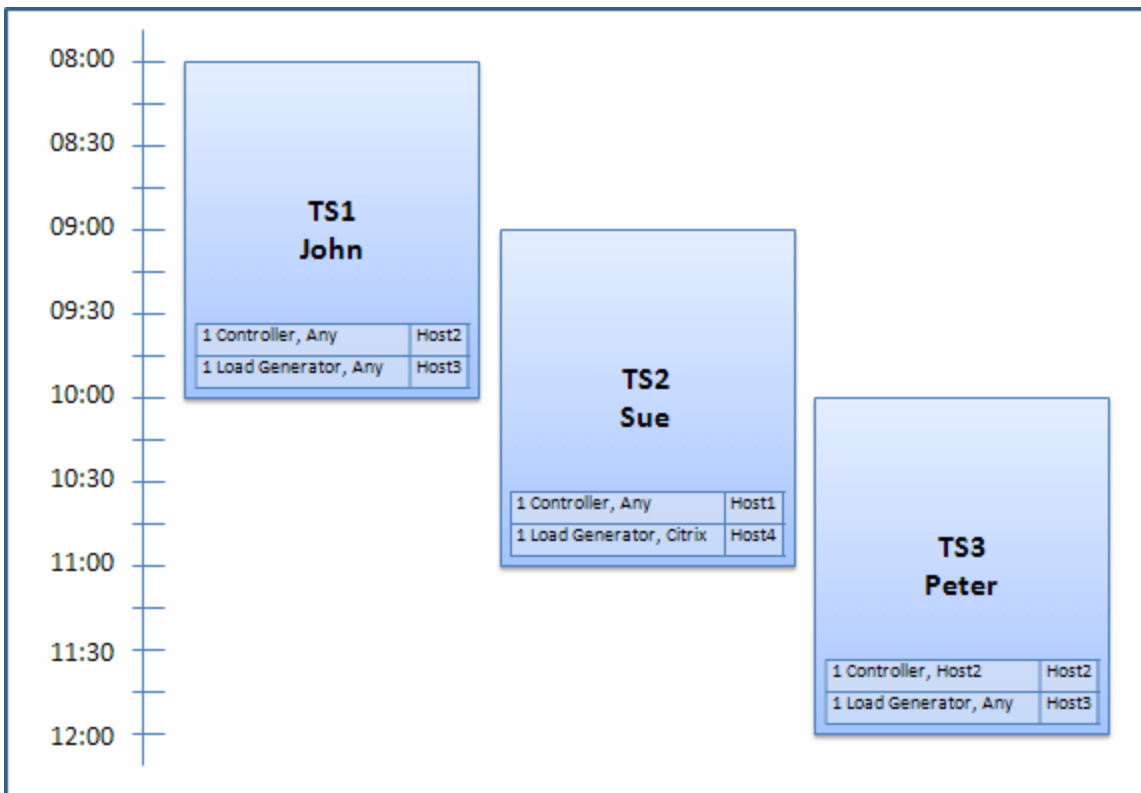 08:00
08:30
09:00
09:30
10:00
10:30
11:00
11:30
12:00
TS1
John
1 Controller, Any Host2
1 Load Generator, Any Host3
TS2
Sue
1 Controller, Any Host1
1 Load Generator, Citrix Host4
TS3
Peter
1 Controller, Host2 Host2
1 Load Generator, Any Host3